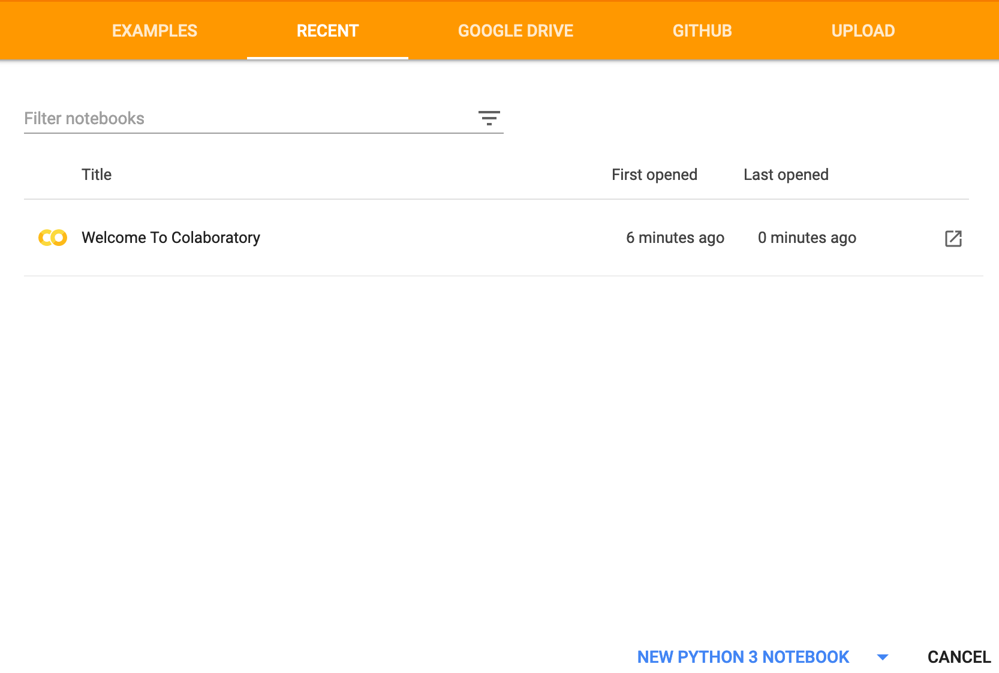 EXAMPLES RECENT GOOGLE DRIVE GITHUB UPLOAD
Filter notebooks
Title First opened Last opened
Welcome To Colaboratory 6 minutes ago 0 minutes ago
NEW PYTHON 3 NOTEBOOK CANCEL